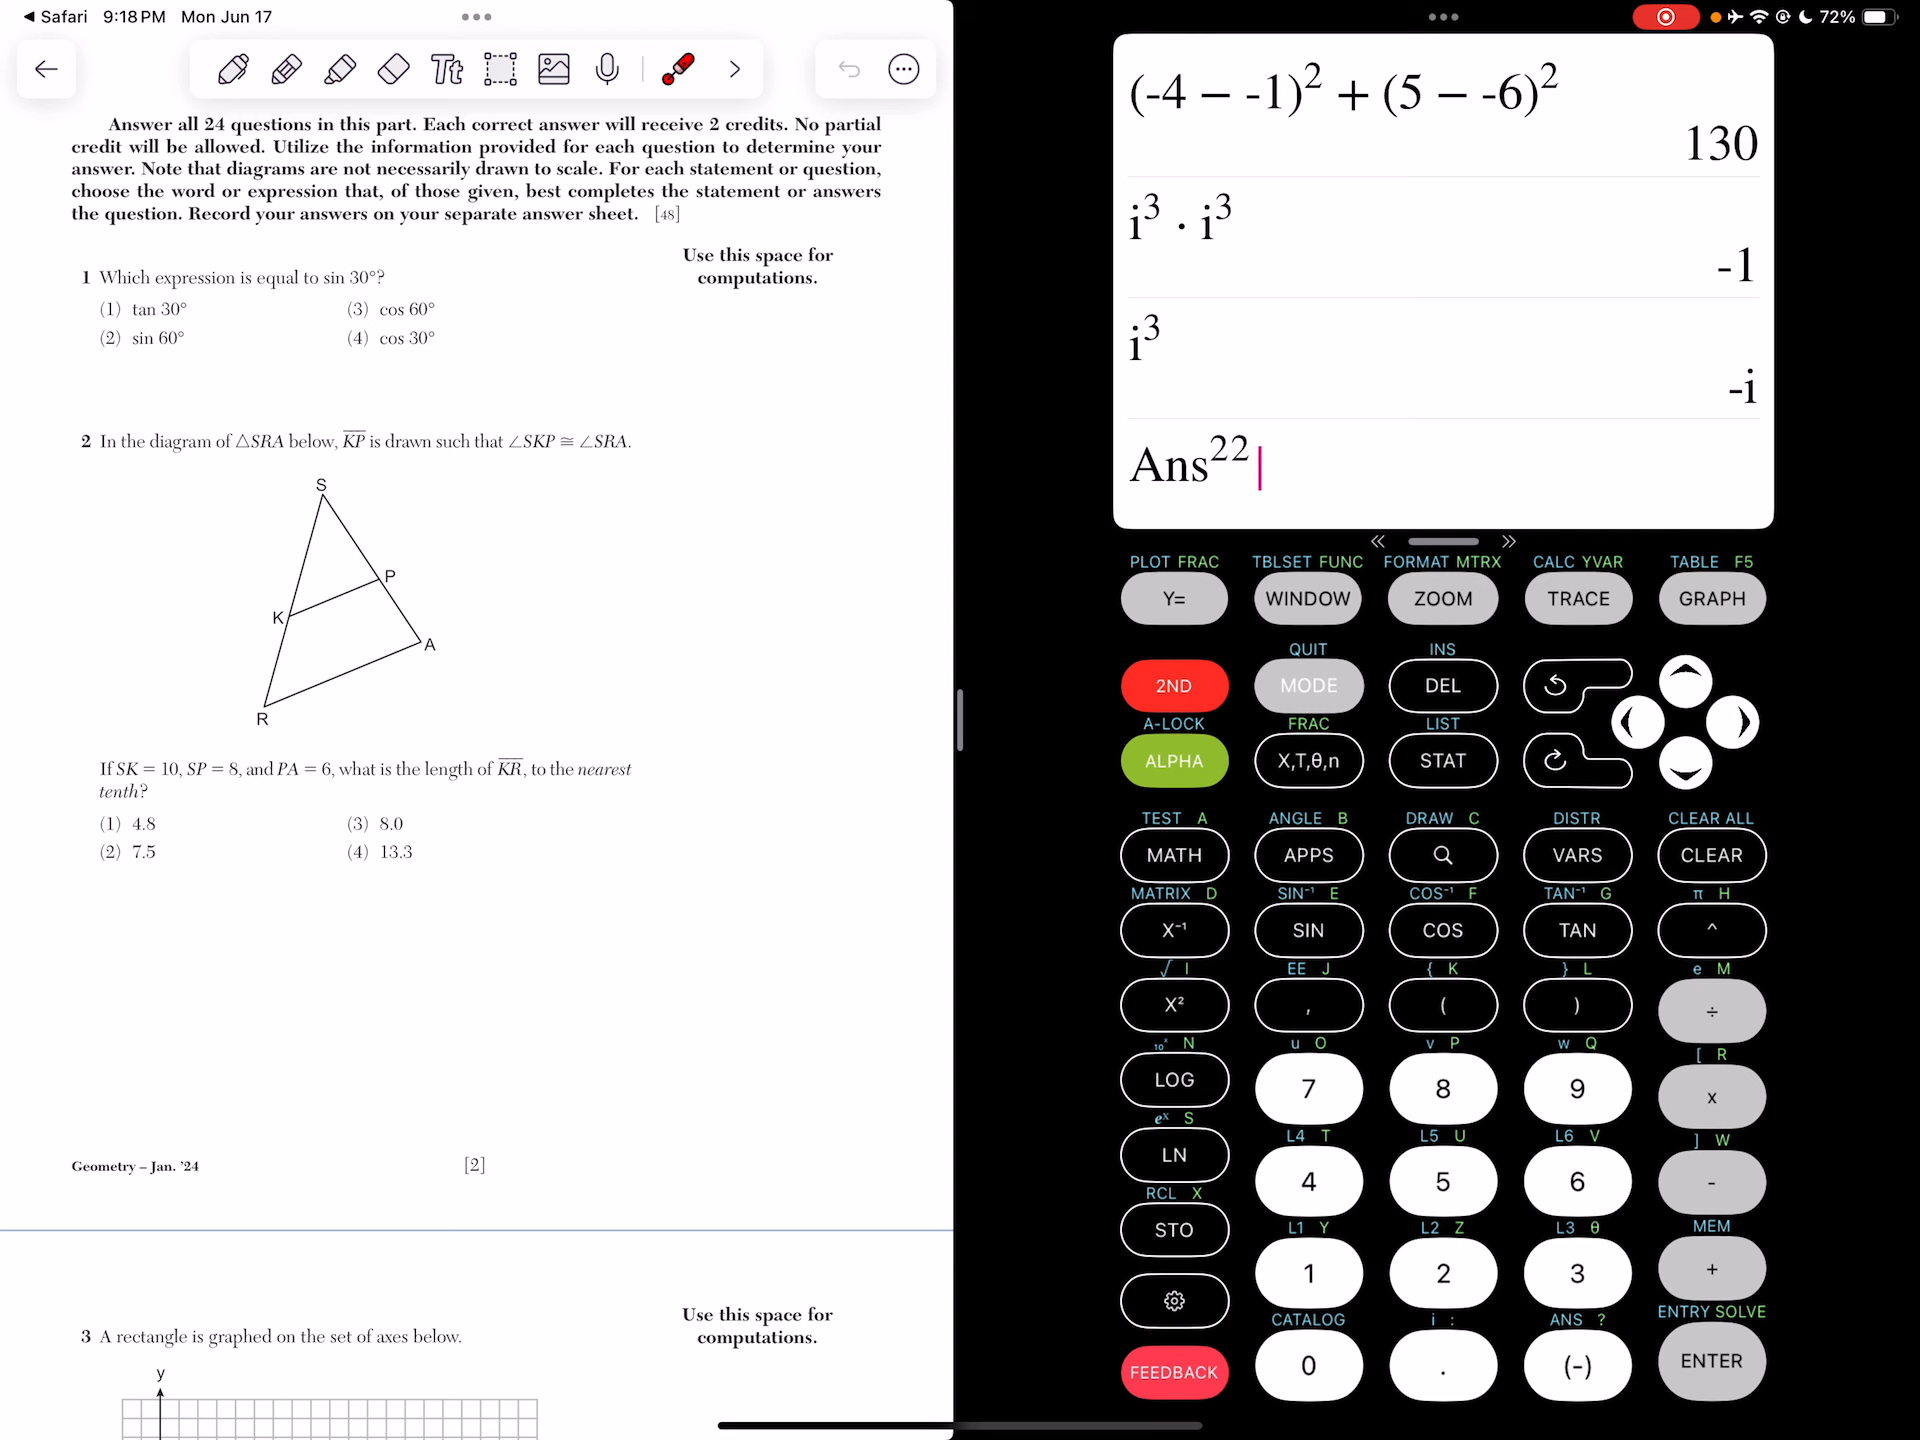 Safari 9:18 PM Mon Jun 17
72%
Tt
Answer all 24 questions in this part. Each correct answer will receive 2 credits. No partial
credit will be allowed. Utilize the information provided for each question to determine your
answer. Note that diagrams are not necessarily drawn to scale. For each statement or question,
choose the word or expression that, of those given, best completes the statement or answers
the question. Record your answers on your separate answer sheet. [48]
Use this space for
computations.
1 Which expression is equal to sin 30°?
(1) tan 30° (3) cos 60°
(2) sin 60° (4) cos 30°
2 In the diagram of △SRA below, K̅P̅ is drawn such that ∠SKP ≅ ∠SRA.
S
P
K
A
R
If SK = 10, SP = 8, and PA = 6, what is the length of K̅R̅, to the nearest
tenth?
(1) 4.8 (3) 8.0
(2) 7.5 (4) 13.3
Geometry – Jan. ’24 [2]
Use this space for
computations.
3 A rectangle is graphed on the set of axes below.
y
(-4 – -1)² + (5 – -6)²
130
i³ · i³
-1
i³
-i
Ans²²
PLOT FRAC TBLSET FUNC FORMAT MTRX CALC YVAR TABLE F5
Y= WINDOW ZOOM TRACE GRAPH
QUIT INS
2ND MODE DEL
A-LOCK FRAC LIST
ALPHA X,T,θ,n STAT
TEST A ANGLE B DRAW C DISTR CLEAR ALL
MATH APPS VARS CLEAR
MATRIX D SIN⁻¹ E COS⁻¹ F TAN⁻¹ G π H
X⁻¹ SIN COS TAN ^
√ I EE J { K } L e M
X² , ( ) ÷
10ˣ N u O v P w Q [ R
LOG 7 8 9 x
eˣ S L4 T L5 U L6 V ] W
LN 4 5 6 -
RCL X L1 Y L2 Z L3 θ MEM
STO 1 2 3 +
CATALOG i : ANS ? ENTRY SOLVE
FEEDBACK 0 . (-) ENTER